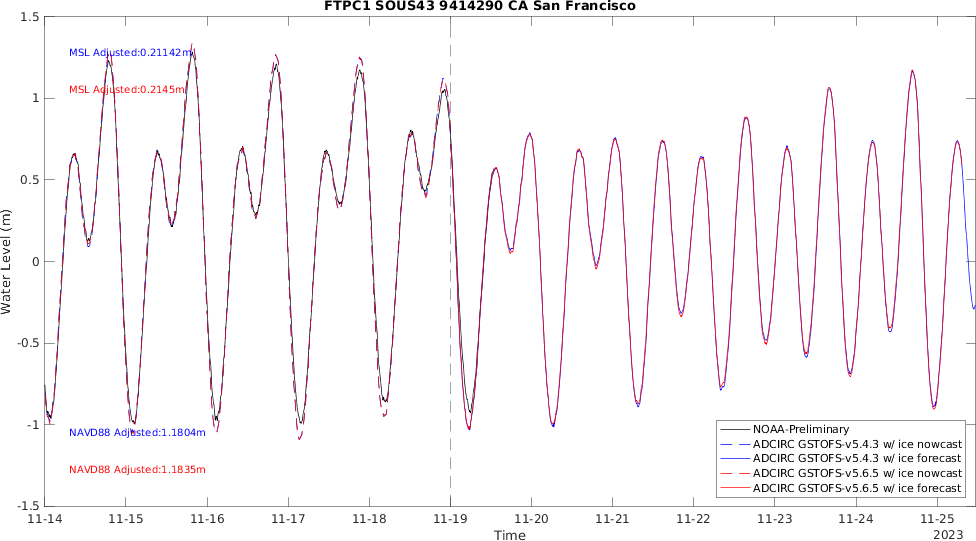 FTPC1 SOUS43 9414290 CA San Francisco
1.5
1
0.5
0
-0.5
-1
-1.5
Water Level (m)
MSL Adjusted:0.21142m
MSL Adjusted:0.2145m
NAVD88 Adjusted:1.1804m
NAVD88 Adjusted:1.1835m
NOAA-Preliminary
ADCIRC GSTOFS-v5.4.3 w/ ice nowcast
ADCIRC GSTOFS-v5.4.3 w/ ice forecast
ADCIRC GSTOFS-v5.6.5 w/ ice nowcast
ADCIRC GSTOFS-v5.6.5 w/ ice forecast
11-14 11-15 11-16 11-17 11-18 11-19 11-20 11-21 11-22 11-23 11-24 11-25
Time
2023